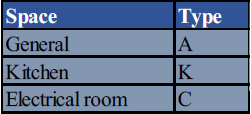 Space Type
General A
Kitchen K
Electrical room C